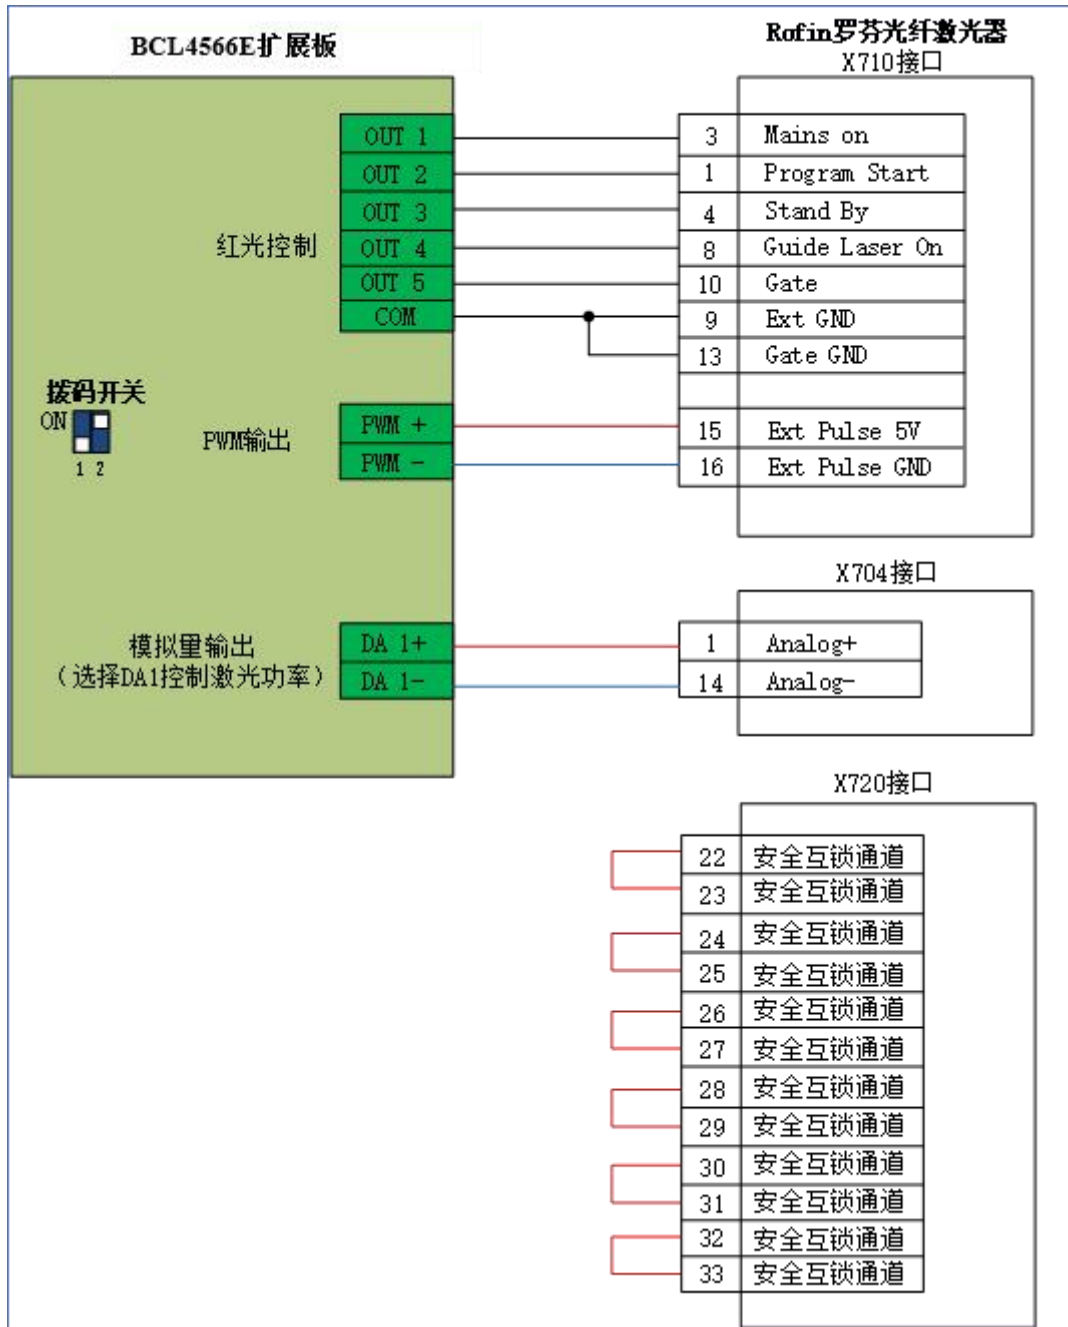 BCL4566E扩展板
Rofin罗芬光纤激光器
X710接口
OUT 1
3
Mains on
OUT 2
1
Program Start
OUT 3
4
Stand By
红光控制
OUT 4
8
Guide Laser On
OUT 5
10
Gate
COM
9
Ext GND
13
Gate GND
拨码开关
ON
1 2
PWM输出
PWM +
15
Ext Pulse 5V
PWM -
16
Ext Pulse GND
X704接口
模拟量输出
（选择DA1控制激光功率）
DA 1+
1
Analog+
DA 1-
14
Analog-
X720接口
22
安全互锁通道
23
安全互锁通道
24
安全互锁通道
25
安全互锁通道
26
安全互锁通道
27
安全互锁通道
28
安全互锁通道
29
安全互锁通道
30
安全互锁通道
31
安全互锁通道
32
安全互锁通道
33
安全互锁通道